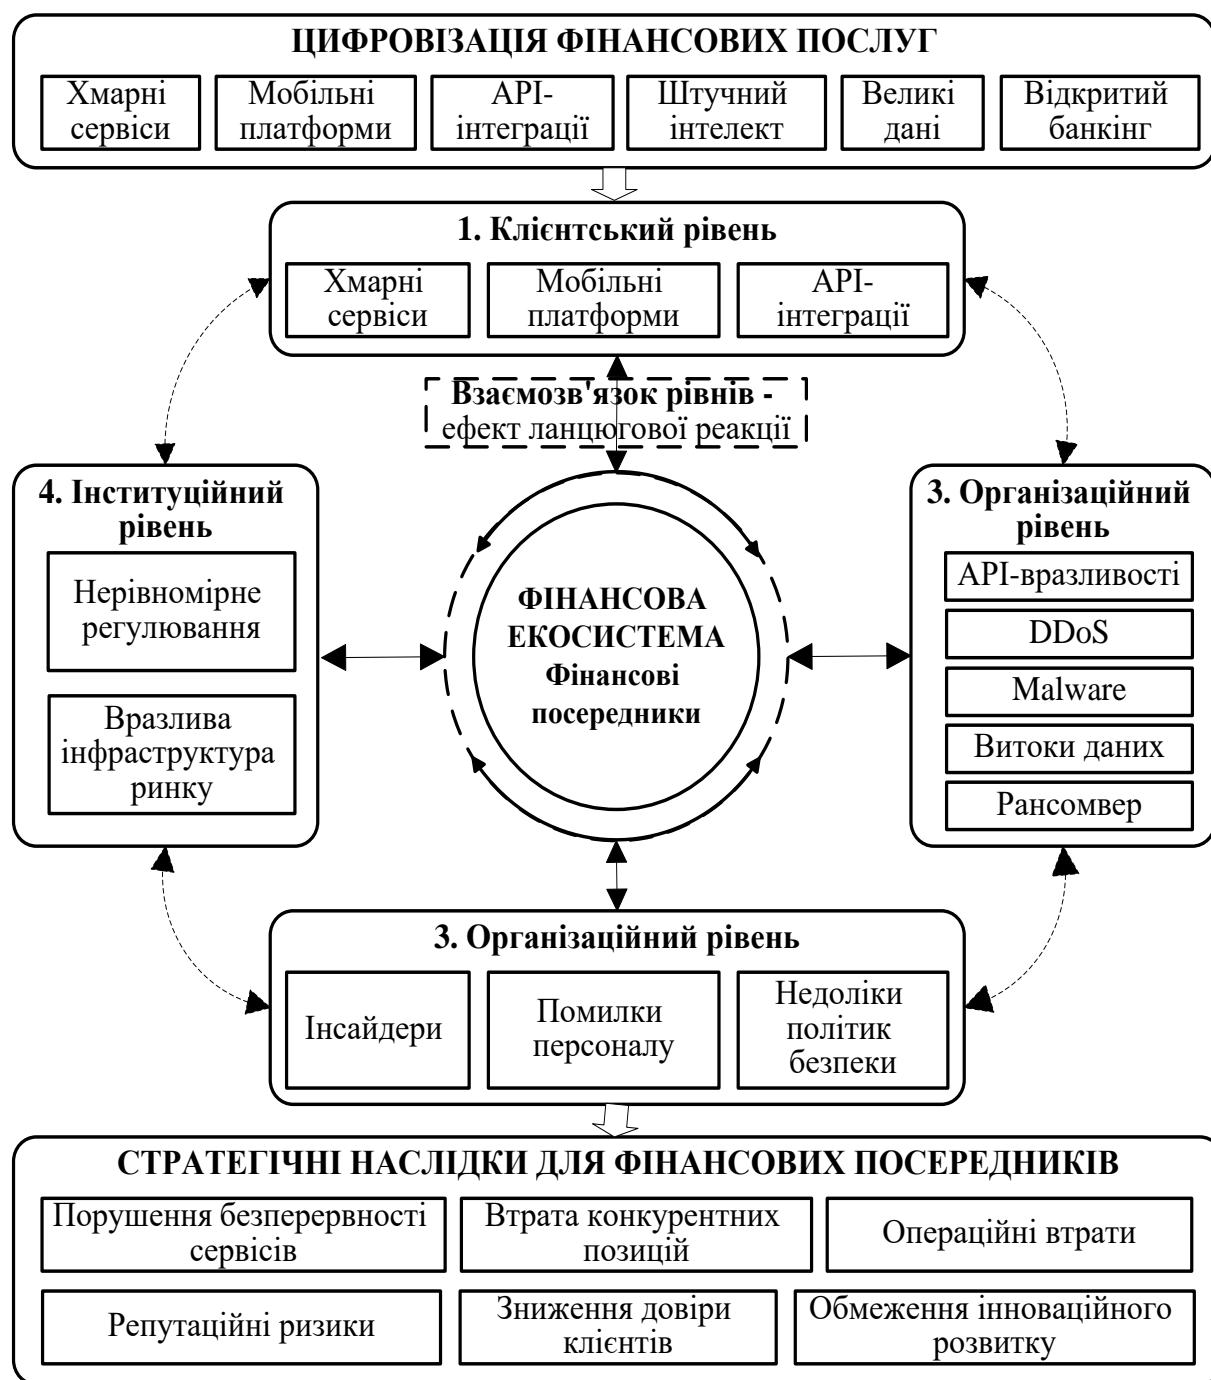 ЦИФРОВІЗАЦІЯ ФІНАНСОВИХ ПОСЛУГ
Хмарні
сервіси
Мобільні
платформи
API-
інтеграції
Штучний
інтелект
Великі
дані
Відкритий
банкінг
1. Клієнтський рівень
Хмарні
сервіси
Мобільні
платформи
API-
інтеграції
Взаємозв'язок рівнів -
ефект ланцюгової реакції
4. Інституційний
рівень
Нерівномірне
регулювання
Вразлива
інфраструктура
ринку
ФІНАНСОВА
ЕКОСИСТЕМА
Фінансові
посередники
3. Організаційний
рівень
API-вразливості
DDoS
Malware
Витоки даних
Рансомвер
3. Організаційний рівень
Інсайдери
Помилки
персоналу
Недоліки
політик
безпеки
СТРАТЕГІЧНІ НАСЛІДКИ ДЛЯ ФІНАНСОВИХ ПОСЕРЕДНИКІВ
Порушення безперервності
сервісів
Втрата конкурентних
позицій
Операційні втрати
Репутаційні ризики
Зниження довіри
клієнтів
Обмеження інноваційного
розвитку